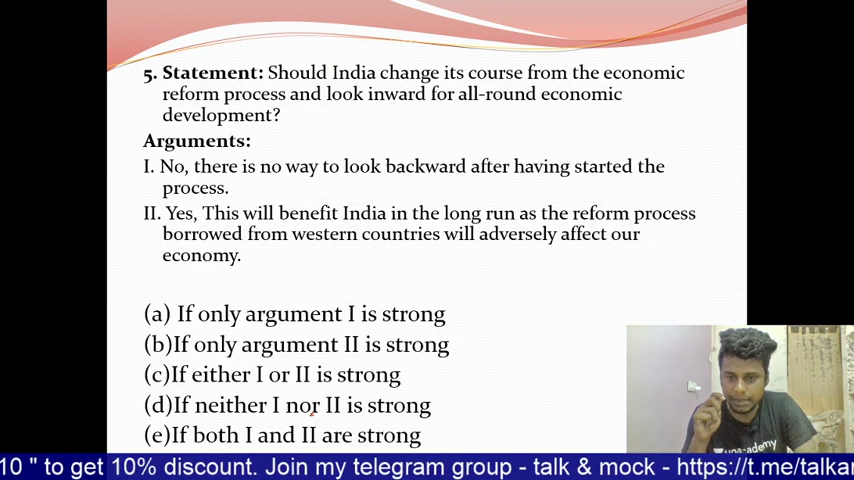 5. Statement: Should India change its course from the economic
reform process and look inward for all-round economic
development?
Arguments:
I. No, there is no way to look backward after having started the
process.
II. Yes, This will benefit India in the long run as the reform process
borrowed from western countries will adversely affect our
economy.
(a) If only argument I is strong
(b)If only argument II is strong
(c)If either I or II is strong
(d)If neither I nor II is strong
(e)If both I and II are strong
10 " to get 10% discount. Join my telegram group - talk & mock - https://t.me/talkar